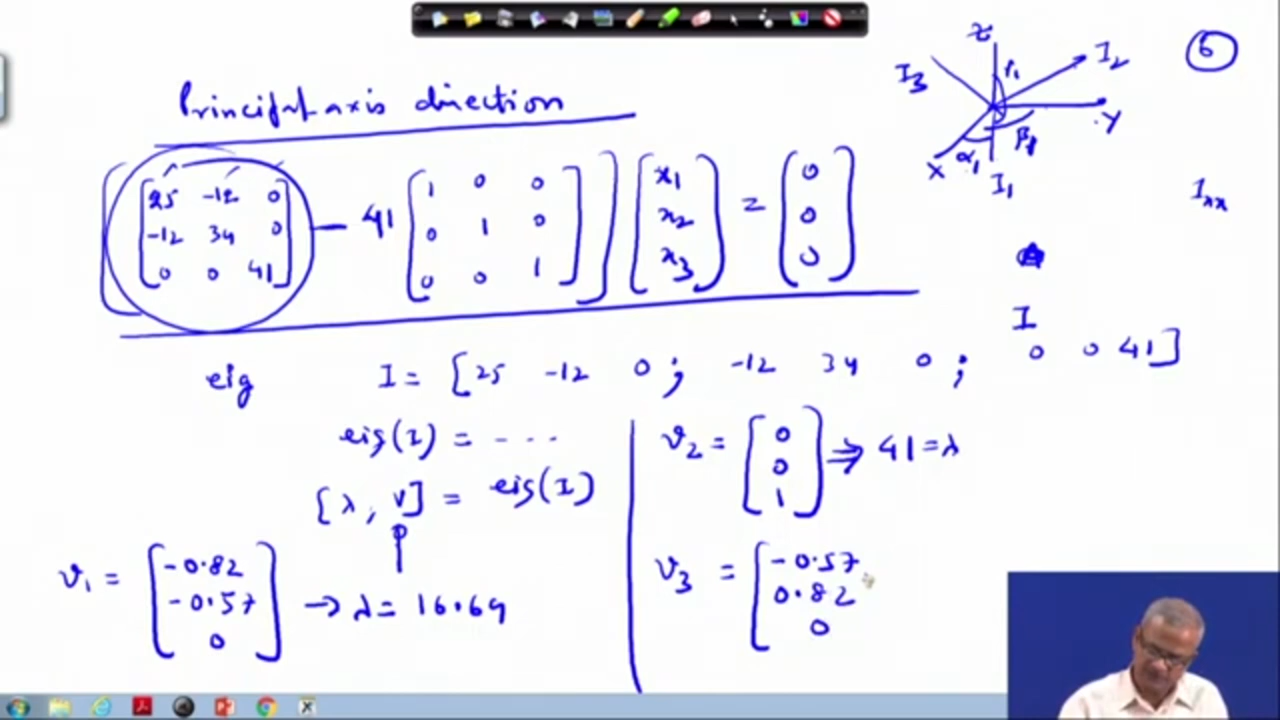 Principal axis direction
6
Z
I3 I2
γ1
Y
X α1 β1
I1
Ixx
[25 -12 0
-12 34 0
0 0 41] - 41 [1 0 0
0 1 0
0 0 1]) [x1
x2
x3] = [0
0
0]
I
eig I = [25 -12 0 ; -12 34 0 ; 0 0 41]
eig(I) = - ...
[λ, v] = eig(I)
v1 = [-0.82
-0.57
0] → λ = 16.69
v2 = [0
0
1] ⇒ 41 = λ
v3 = [-0.57
0.82
0